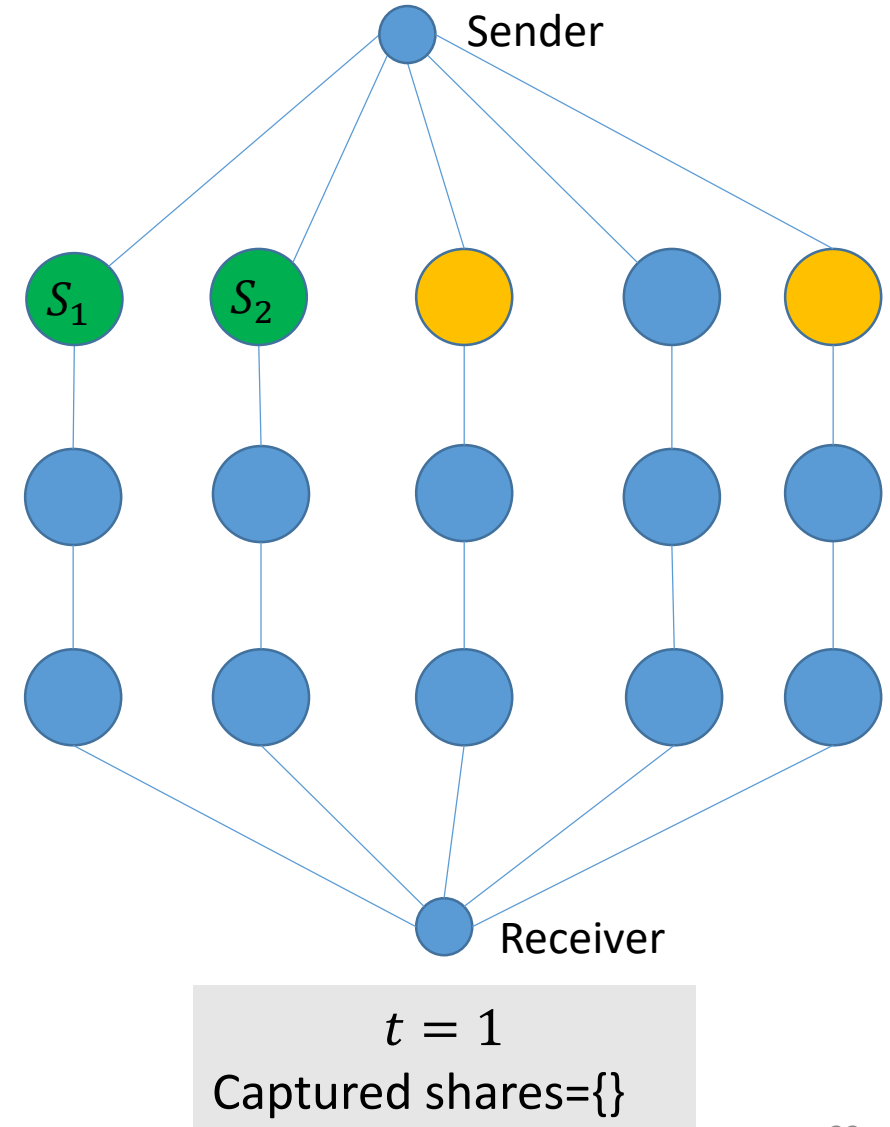 Sender
S₁
S₂
Receiver
t = 1
Captured shares={}